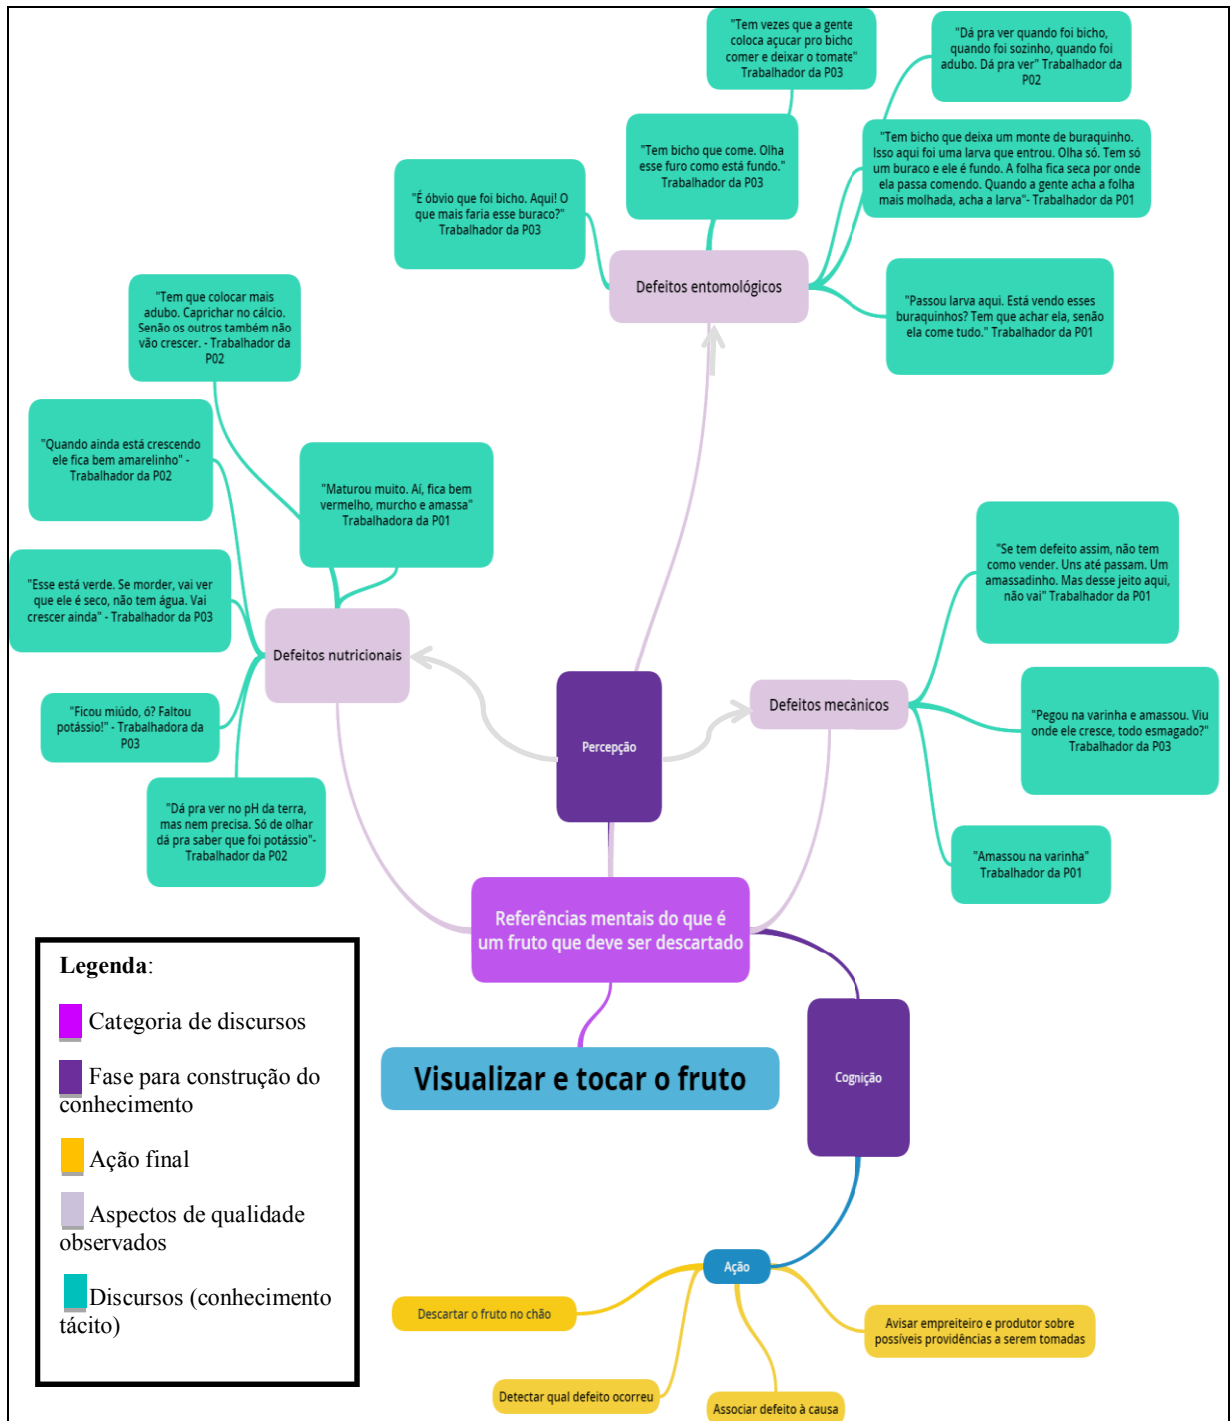 "Tem vezes que a gente
coloca açucar pro bicho
comer e deixar o tomate"
Trabalhador da P03
"Dá pra ver quando foi bicho,
quando foi sozinho, quando foi
adubo. Dá pra ver" Trabalhador da
P02
"Tem bicho que come. Olha
esse furo como está fundo."
Trabalhador da P03
"Tem bicho que deixa um monte de buraquinho.
Isso aqui foi uma larva que entrou. Olha só. Tem só
um buraco e ele é fundo. A folha fica seca por onde
ela passa comendo. Quando a gente acha a folha
mais molhada, acha a larva"- Trabalhador da P01
"É óbvio que foi bicho. Aqui! O
que mais faria esse buraco?"
Trabalhador da P03
Defeitos entomológicos
"Passou larva aqui. Está vendo esses
buraquinhos? Tem que achar ela, senão
ela come tudo." Trabalhador da P01
"Tem que colocar mais
adubo. Caprichar no cálcio.
Senão os outros também não
vão crescer. - Trabalhador da
P02
"Quando ainda está crescendo
ele fica bem amarelinho" -
Trabalhador da P02
"Maturou muito. Aí, fica bem
vermelho, murcho e amassa"
Trabalhadora da P01
"Esse está verde. Se morder, vai ver
que ele é seco, não tem água. Vai
crescer ainda" - Trabalhador da P03
Defeitos nutricionais
"Ficou miúdo, ó? Faltou
potássio!" - Trabalhadora da
P03
"Dá pra ver no pH da terra,
mas nem precisa. Só de olhar
dá pra saber que foi potássio"-
Trabalhador da P02
Percepção
Defeitos mecânicos
"Se tem defeito assim, não tem
como vender. Uns até passam. Um
amassadinho. Mas desse jeito aqui,
não vai" Trabalhador da P01
"Pegou na varinha e amassou. Viu
onde ele cresce, todo esmagado?"
Trabalhador da P03
"Amassou na varinha"
Trabalhador da P01
Referências mentais do que é
um fruto que deve ser descartado
Visualizar e tocar o fruto
Cognição
Ação
Descartar o fruto no chão
Detectar qual defeito ocorreu
Associar defeito à causa
Avisar empreiteiro e produtor sobre
possíveis providências a serem tomadas
Legenda:
Categoria de discursos
Fase para construção do
conhecimento
Ação final
Aspectos de qualidade
observados
Discursos (conhecimento
tácito)